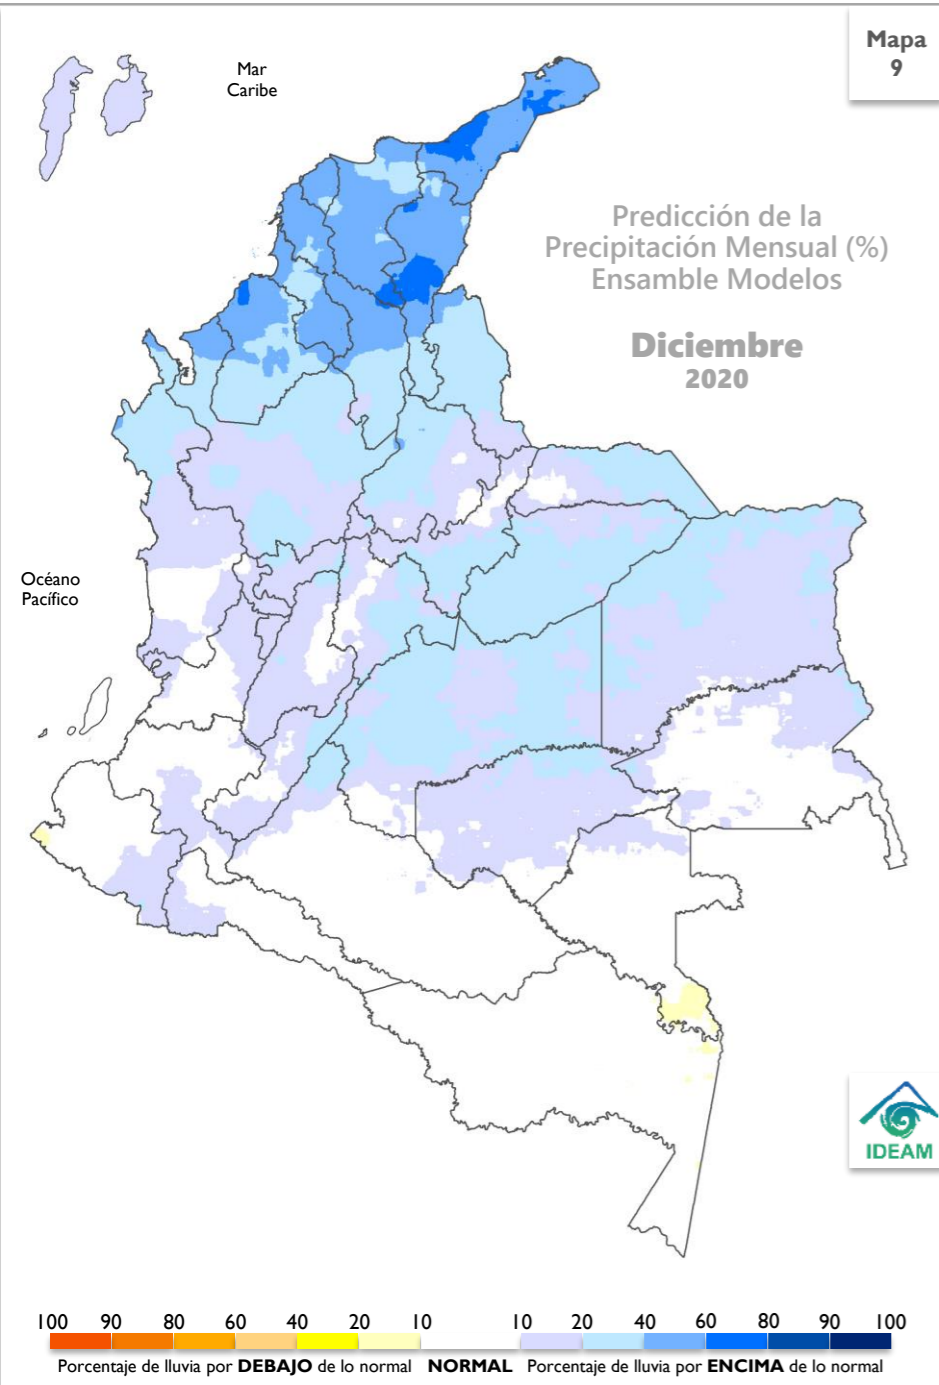 Mapa
9
Mar
Caribe
Predicción de la
Precipitación Mensual (%)
Ensamble Modelos
Diciembre
2020
Océano
Pacífico
IDEAM
100 90 80 60 40 20 10 10 20 40 60 80 90 100
Porcentaje de lluvia por DEBAJO de lo normal NORMAL Porcentaje de lluvia por ENCIMA de lo normal